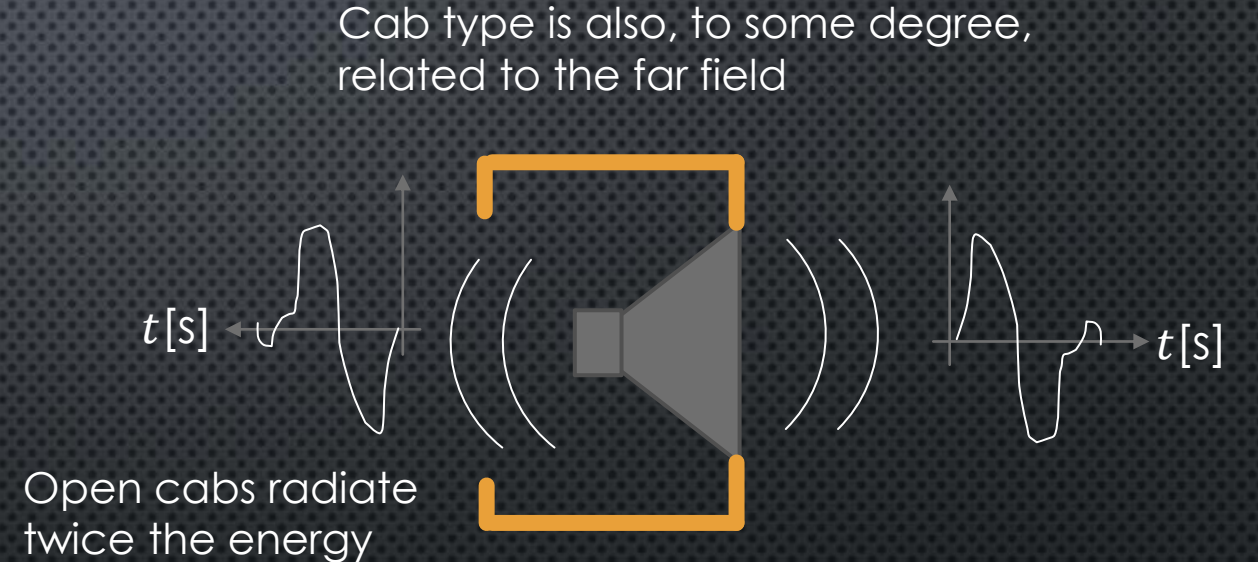 Cab type is also, to some degree,
related to the far field
t[s]
t[s]
Open cabs radiate
twice the energy